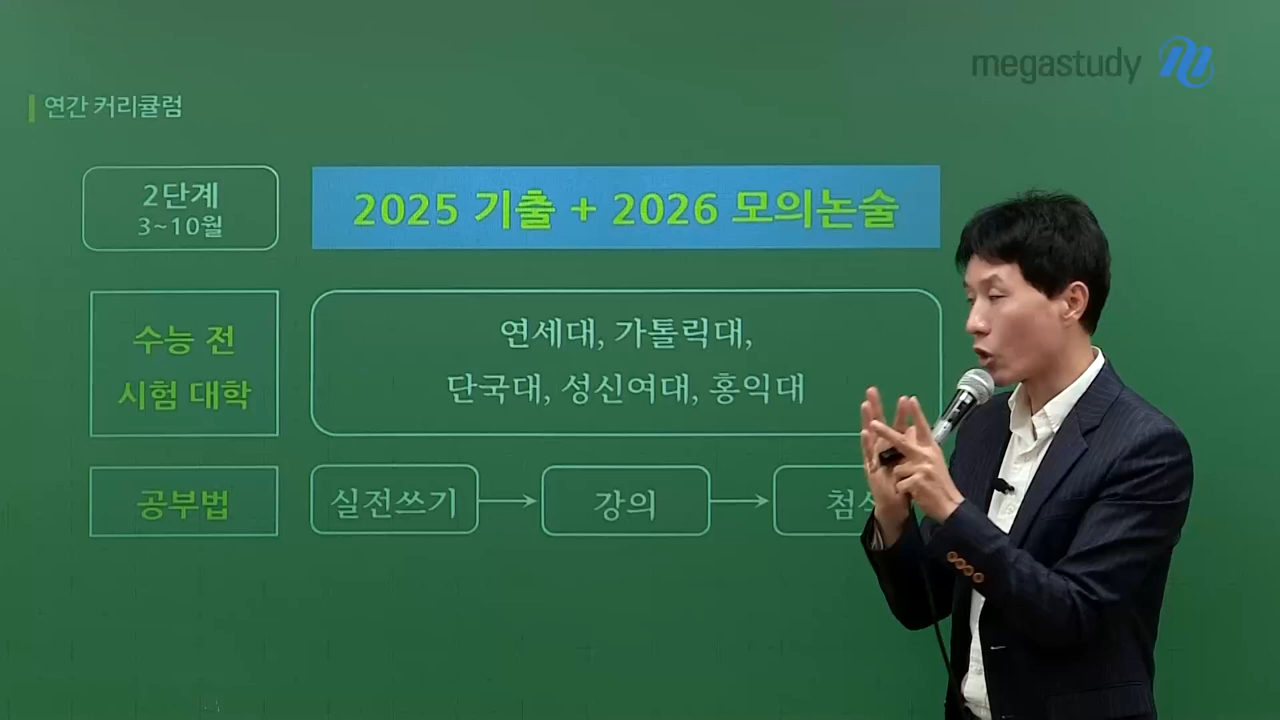 megastudy
연간 커리큘럼
2단계
3~10월
2025 기출 + 2026 모의논술
수능 전
시험 대학
연세대, 가톨릭대,
단국대, 성신여대, 홍익대
공부법
실전쓰기
강의